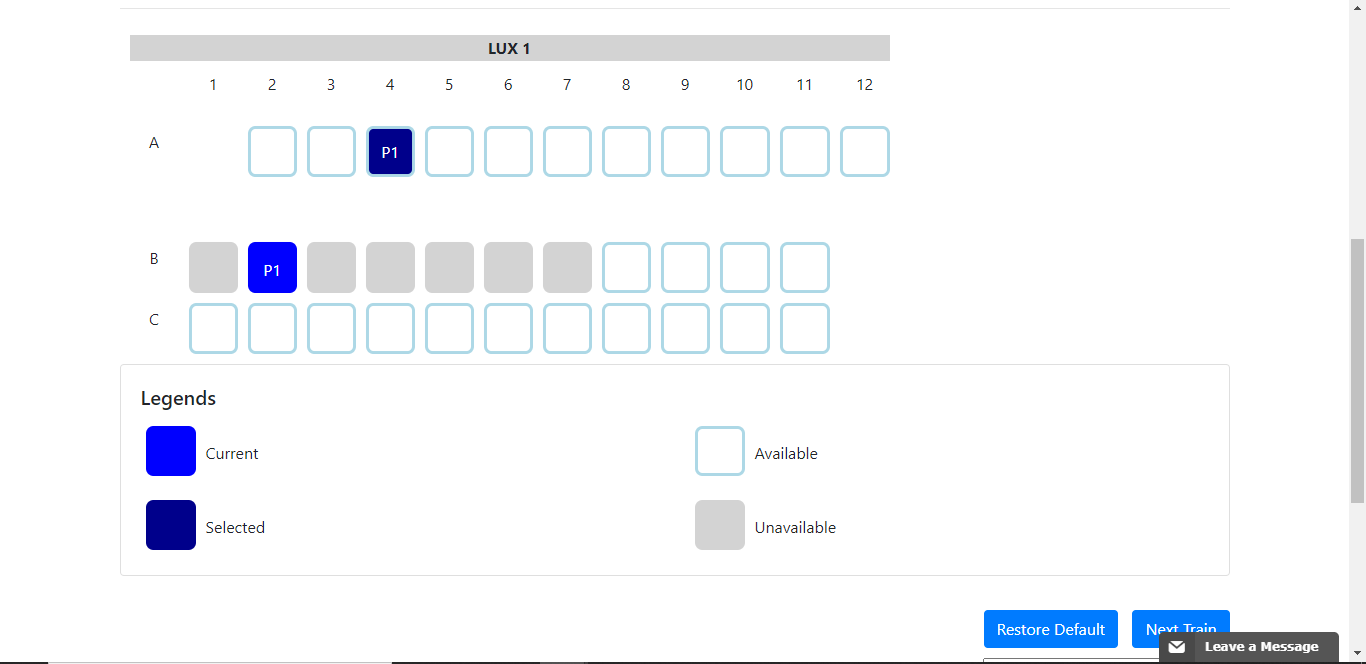 LUX 1
1 2 3 4 5 6 7 8 9 10 11 12
A P1
B P1
C
Legends
Current Available
Selected Unavailable
Restore Default Next Train
Leave a Message